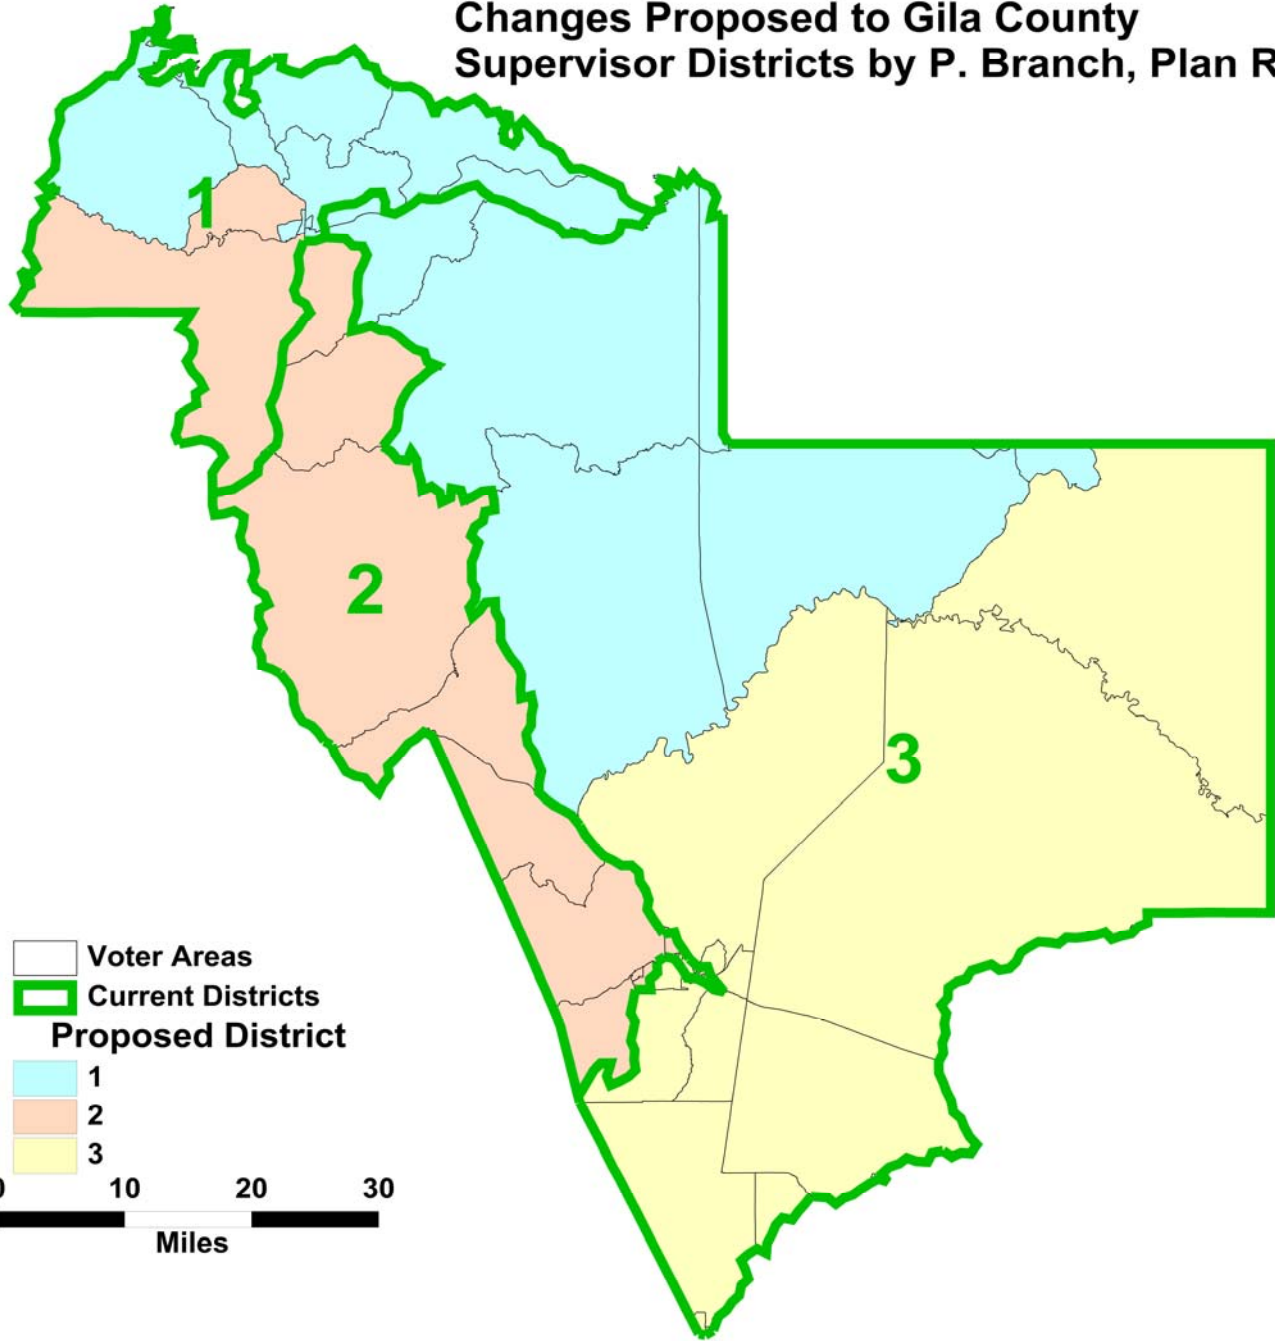 Changes Proposed to Gila County
Supervisor Districts by P. Branch, Plan R
1
2
3
Voter Areas
Current Districts
Proposed District
1
2
3
0 10 20 30
Miles